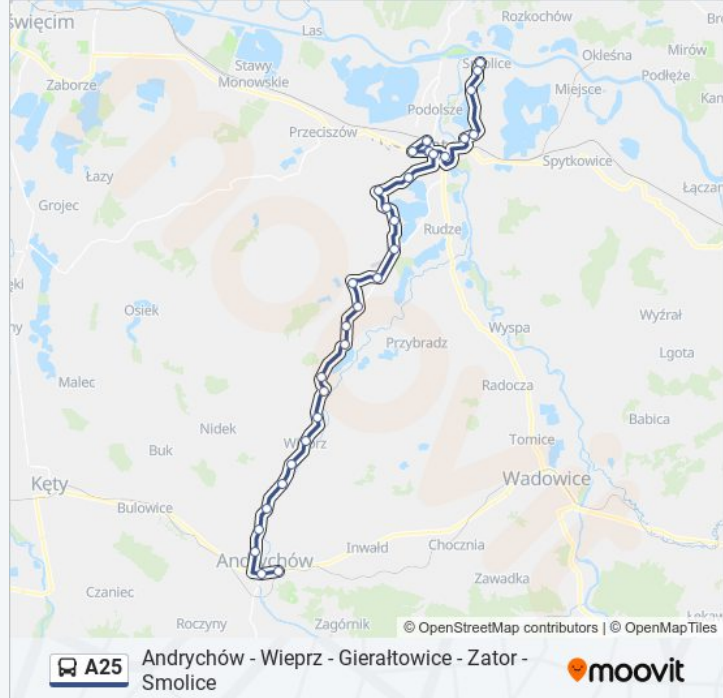 Rozkochów
święcim
Las
Okleśna
Mirów
Stawy
Monowskie
Smolice
Zaborze
Podłęże
Miejsce
Podolsze
Przeciszów
Łazy
Spytkowice
Łączan
Grojec
Rudze
Osiek
Wyźrał
Wyspa
Przybradz
Lgota
Malec
Radocza
Babica
Nidek
Tomice
Wieprz
Buk
Wadowice
Kęty
Bulowice
Andrychów
Inwałd
Chocznia
Zawadka
Czaniec
Roczyny
Zagórnik
© OpenStreetMap contributors | © OpenMapTiles
A25
Andrychów - Wieprz - Gierałtowice - Zator -
Smolice
moovit